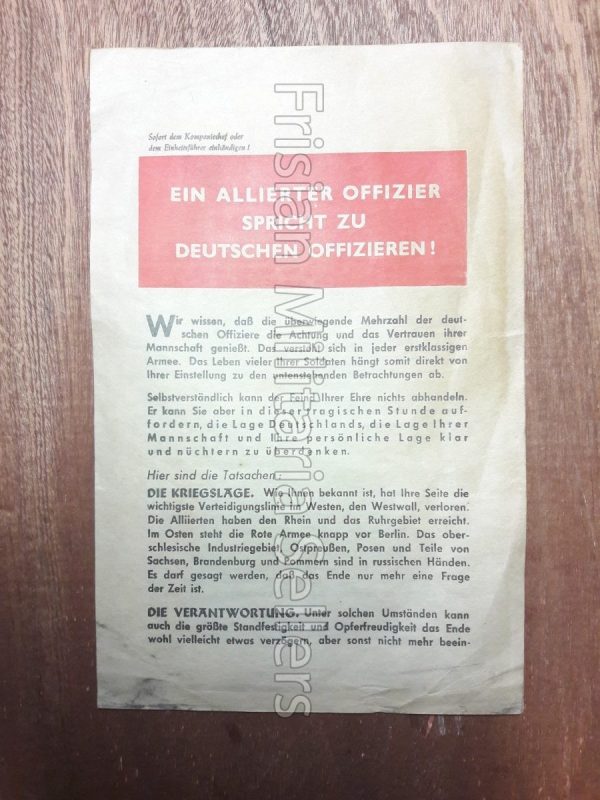 Sofort dem Kompaniechef oder
dem Einheitsführer einhändigen !
EIN ALLIERTER OFFIZIER
SPRICHT ZU
DEUTSCHEN OFFIZIEREN !
Wir wissen, daß die überwiegende Mehrzahl der deut-
schen Offiziere die Achtung und das Vertrauen ihrer
Mannschaft genießt. Das versteht sich in jeder erstklassigen
Armee. Das Leben vieler Ihrer Soldaten hängt somit direkt von
Ihrer Einstellung zu den untenstehenden Betrachtungen ab.
Selbstverständlich kann der Feind Ihrer Ehre nichts abhandeln.
Er kann Sie aber in dieser tragischen Stunde auf-
fordern, die Lage Deutschlands, die Lage Ihrer
Mannschaft und Ihre persönliche Lage klar
und nüchtern zu überdenken.
Hier sind die Tatsachen:
DIE KRIEGSLAGE. Wie Ihnen bekannt ist, hat Ihre Seite die
wichtigste Verteidigungslinie im Westen, den Westwall, verloren.
Die Alliierten haben den Rhein und das Ruhrgebiet erreicht.
Im Osten steht die Rote Armee knapp vor Berlin. Das ober-
schlesische Industriegebiet, Ostpreußen, Posen und Teile von
Sachsen, Brandenburg und Pommern sind in russischen Händen.
Es darf gesagt werden, daß das Ende nur mehr eine Frage
der Zeit ist.
DIE VERANTWORTUNG. Unter solchen Umständen kann
auch die größte Standfestigkeit und Opferfreudigkeit das Ende
wohl vielleicht etwas verzögern, aber sonst nicht mehr beein-
Frisian Militaria Sellers